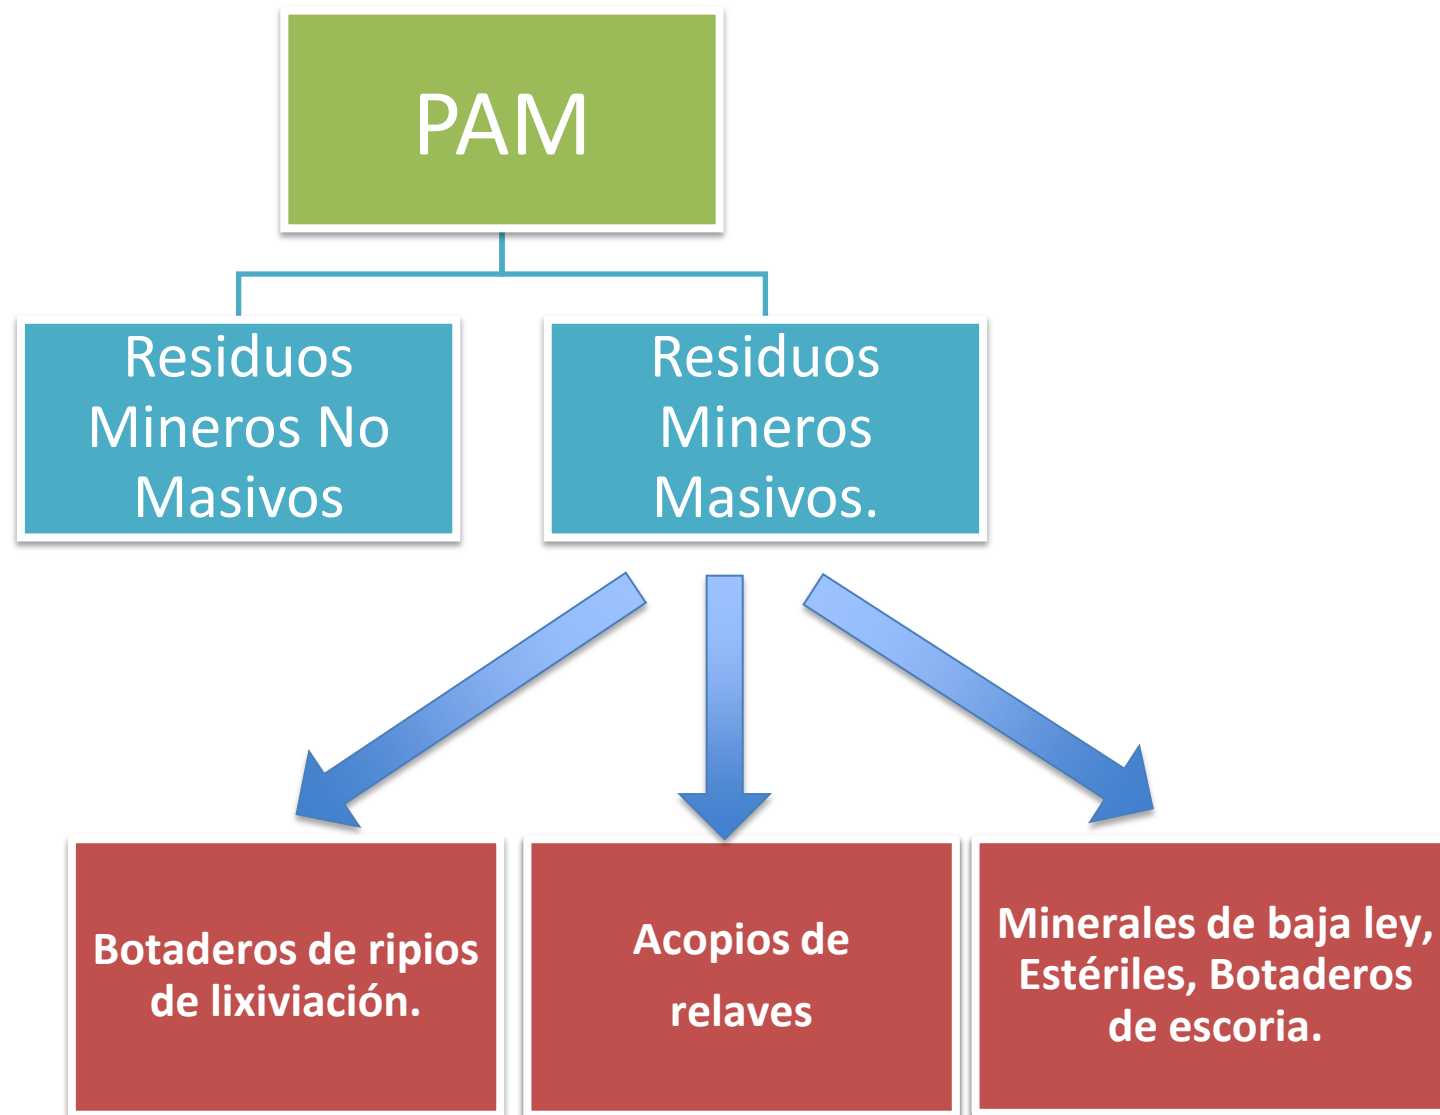 PAM
Residuos
Mineros No
Masivos
Residuos
Mineros
Masivos.
Botaderos de ripios
de lixiviación.
Acopios de
relaves
Minerales de baja ley,
Estériles, Botaderos
de escoria.